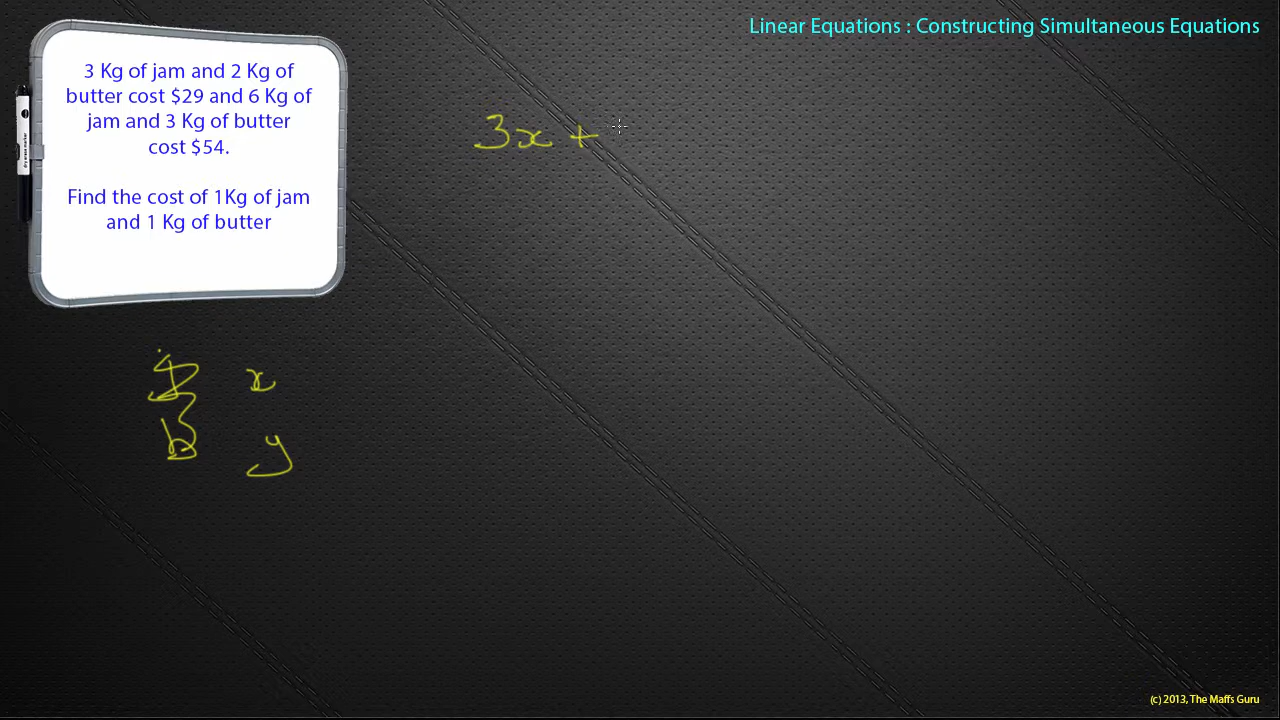 Linear Equations : Constructing Simultaneous Equations
3 Kg of jam and 2 Kg of
butter cost $29 and 6 Kg of
jam and 3 Kg of butter
cost $54.
Find the cost of 1Kg of jam
and 1 Kg of butter
3x +
x
b y
(c) 2013, The Maffs Guru